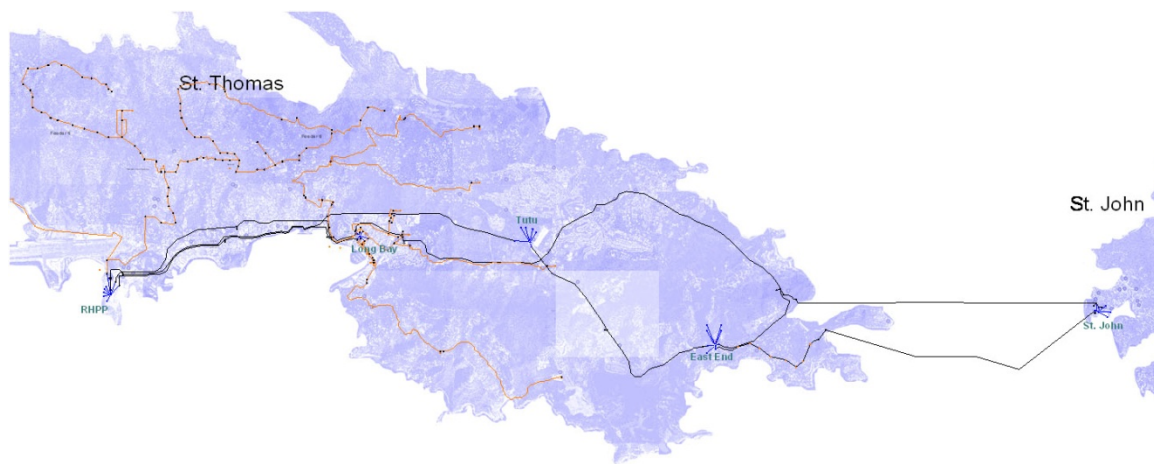 St. Thomas
St. John
Tutu
Long Bay
RHPP
St. John
East End